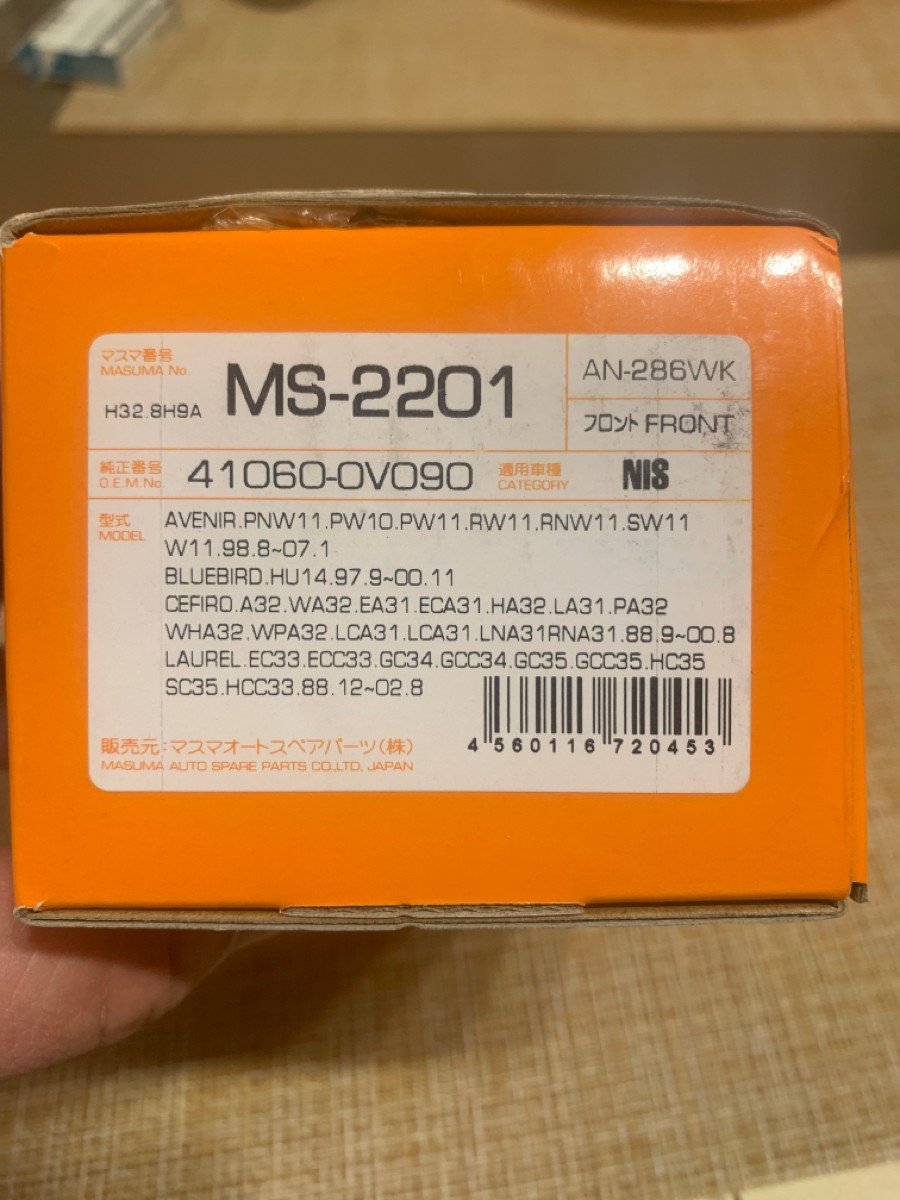 マスマ番号
MASUMA No.
H32.8H9A
MS-2201
AN-286WK
フロント FRONT
純正番号
O.E.M.No.
41060-0V090
適用車種
CATEGORY
NIS
型式
MODEL
AVENIR.PNW11.PW10.PW11.RW11.RNW11.SW11
W11.98.8~07.1
BLUEBIRD.HU14.97.9~00.11
CEFIRO.A32.WA32.EA31.ECA31.HA32.LA31.PA32
WHA32.WPA32.LCA31.LCA31.LNA31RNA31.88.9~00.8
LAUREL.EC33.ECC33.GC34.GCC34.GC35.GCC35.HC35
SC35.HCC33.88.12~02.8
4 560116 720453
販売元:マスマオートスペアパーツ(株)
MASUMA AUTO SPARE PARTS CO.,LTD, JAPAN